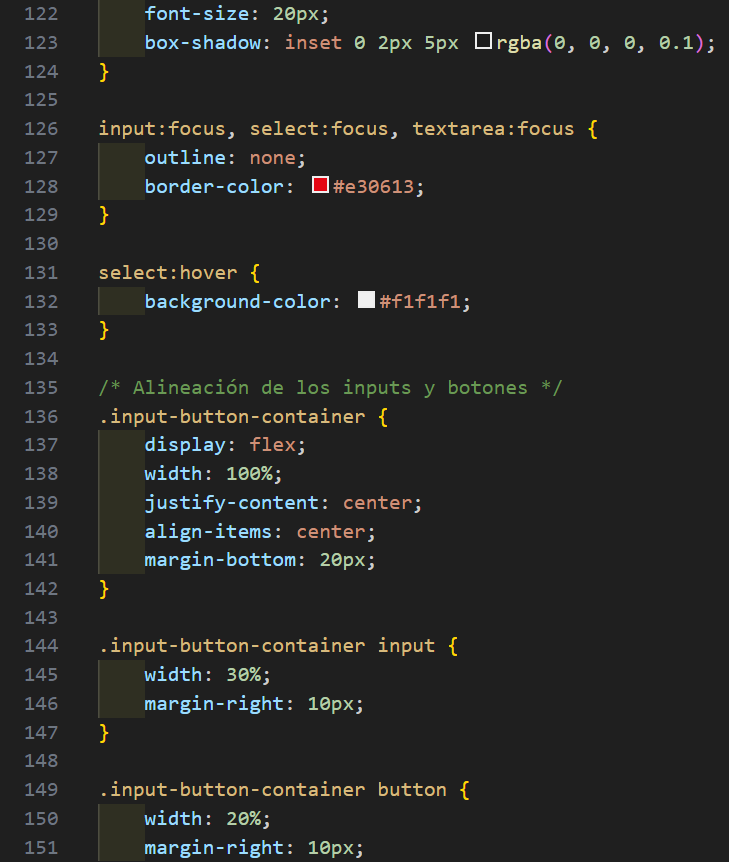 122 font-size: 20px;
123 box-shadow: inset 0 2px 5px rgba(0, 0, 0, 0.1);
124 }
125
126 input:focus, select:focus, textarea:focus {
127 outline: none;
128 border-color: #e30613;
129 }
130
131 select:hover {
132 background-color: #f1f1f1;
133 }
134
135 /* Alineación de los inputs y botones */
136 .input-button-container {
137 display: flex;
138 width: 100%;
139 justify-content: center;
140 align-items: center;
141 margin-bottom: 20px;
142 }
143
144 .input-button-container input {
145 width: 30%;
146 margin-right: 10px;
147 }
148
149 .input-button-container button {
150 width: 20%;
151 margin-right: 10px;